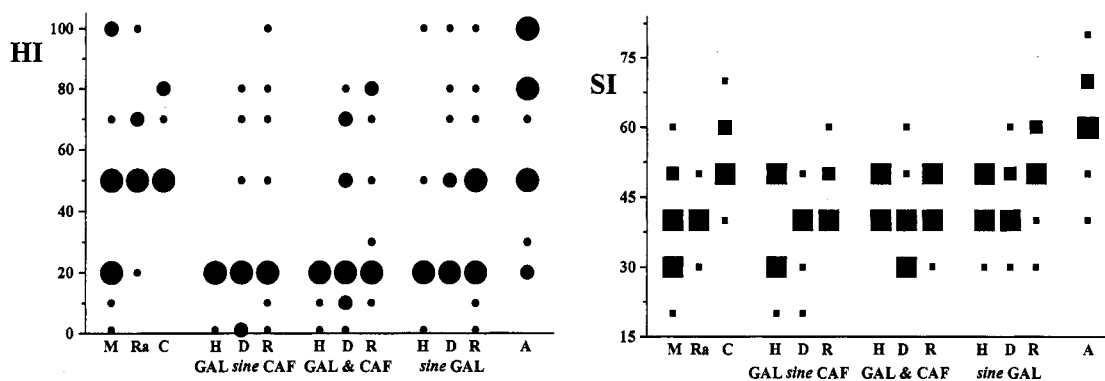 HI
100
80
60
40
20
0
M Ra C H D R H D R H D R A
GAL sine CAF GAL & CAF sine GAL
SI
75
60
45
30
15
M Ra C H D R H D R H D R A
GAL sine CAF GAL & CAF sine GAL